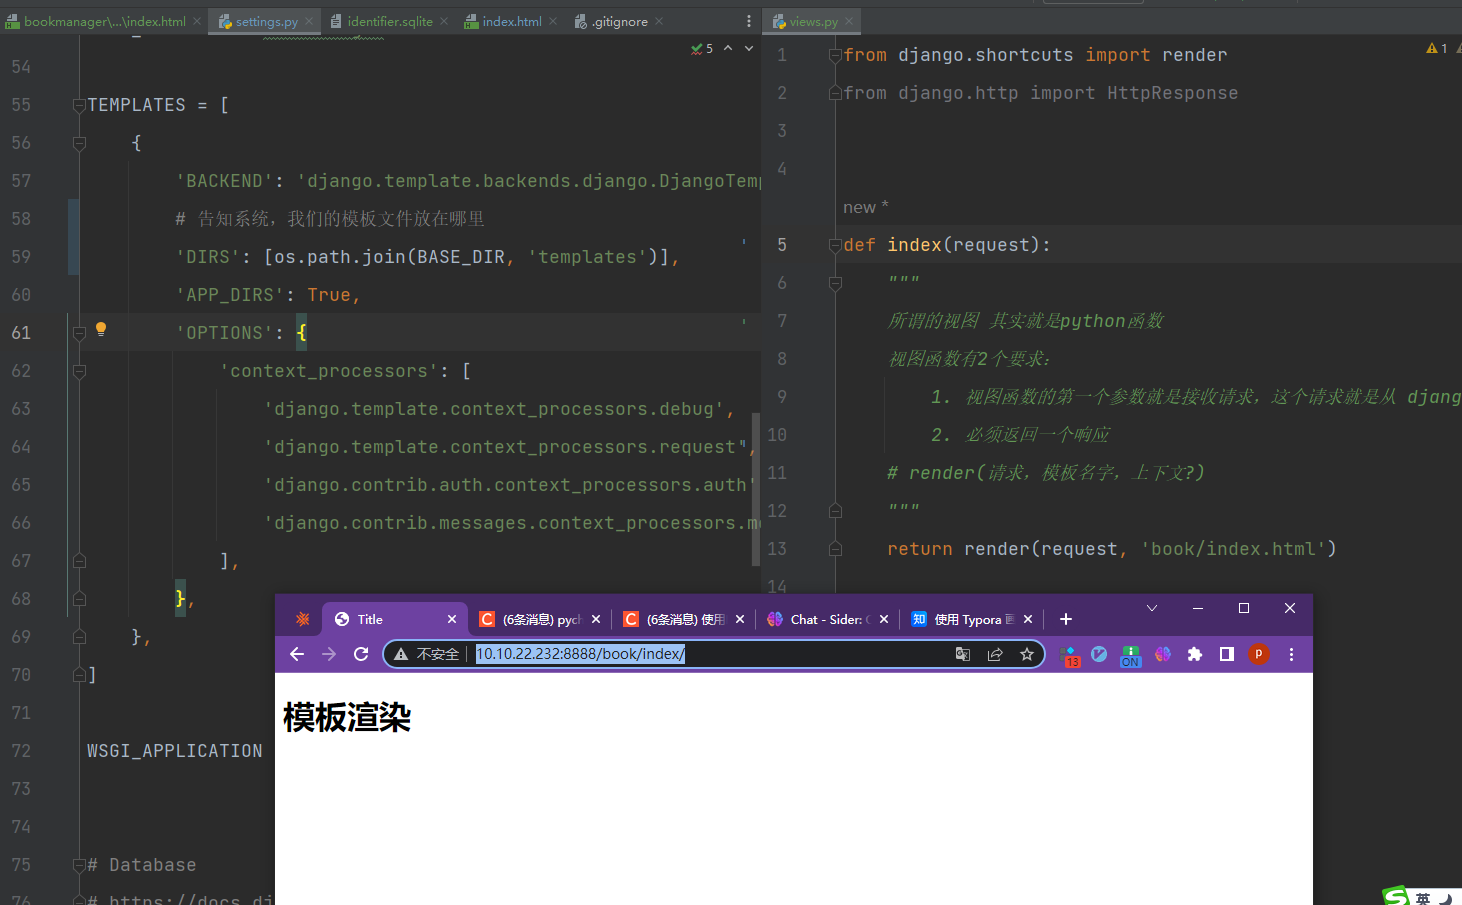 bookmanager\...\index.html
settings.py
identifier.sqlite
index.html
.gitignore
views.py
5
1
54
55 TEMPLATES = [
56 {
57 'BACKEND': 'django.template.backends.django.DjangoTemp
58 # 告知系统，我们的模板文件放在哪里
59 'DIRS': [os.path.join(BASE_DIR, 'templates')],
60 'APP_DIRS': True,
61 'OPTIONS': {
62 'context_processors': [
63 'django.template.context_processors.debug',
64 'django.template.context_processors.request",
65 'django.contrib.auth.context_processors.auth'
66 'django.contrib.messages.context_processors.me
67 ],
68 },
69 },
70 ]
71
72 WSGI_APPLICATION
73
74
75 # Database
76 # https://docs.dj
1 from django.shortcuts import render
2 from django.http import HttpResponse
3
4
new *
5 def index(request):
6 """
7 所谓的视图 其实就是python函数
8 视图函数有2个要求：
9 1. 视图函数的第一个参数就是接收请求，这个请求就是从 djang
10 2. 必须返回一个响应
11 # render(请求，模板名字，上下文?)
12 """
13 return render(request, 'book/index.html')
14
Title
C (6条消息) pych
C (6条消息) 使用
Chat - Sider: C
知 使用 Typora
不安全 10.10.22.232:8888/book/index/
13
ON
p
模板渲染
S 英